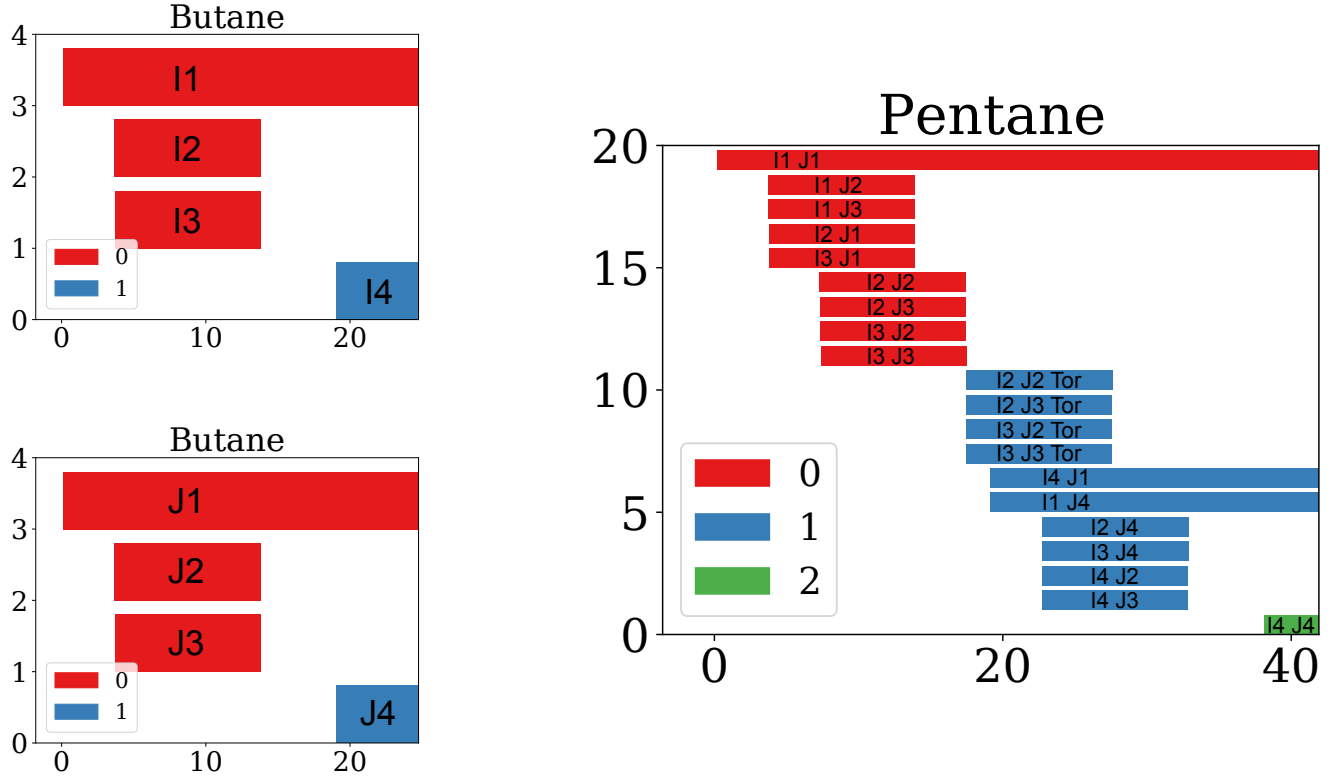 Butane
4
3
2
1
0
I1
I2
I3
I4
0
1
0
10
20
Butane
4
3
2
1
0
J1
J2
J3
J4
0
1
0
10
20
Pentane
20
15
10
5
0
I1 J1
I1 J2
I1 J3
I2 J1
I3 J1
I2 J2
I2 J3
I3 J2
I3 J3
I2 J2 Tor
I2 J3 Tor
I3 J2 Tor
I3 J3 Tor
I4 J1
I1 J4
I2 J4
I3 J4
I4 J2
I4 J3
I4 J4
0
1
2
0
20
40